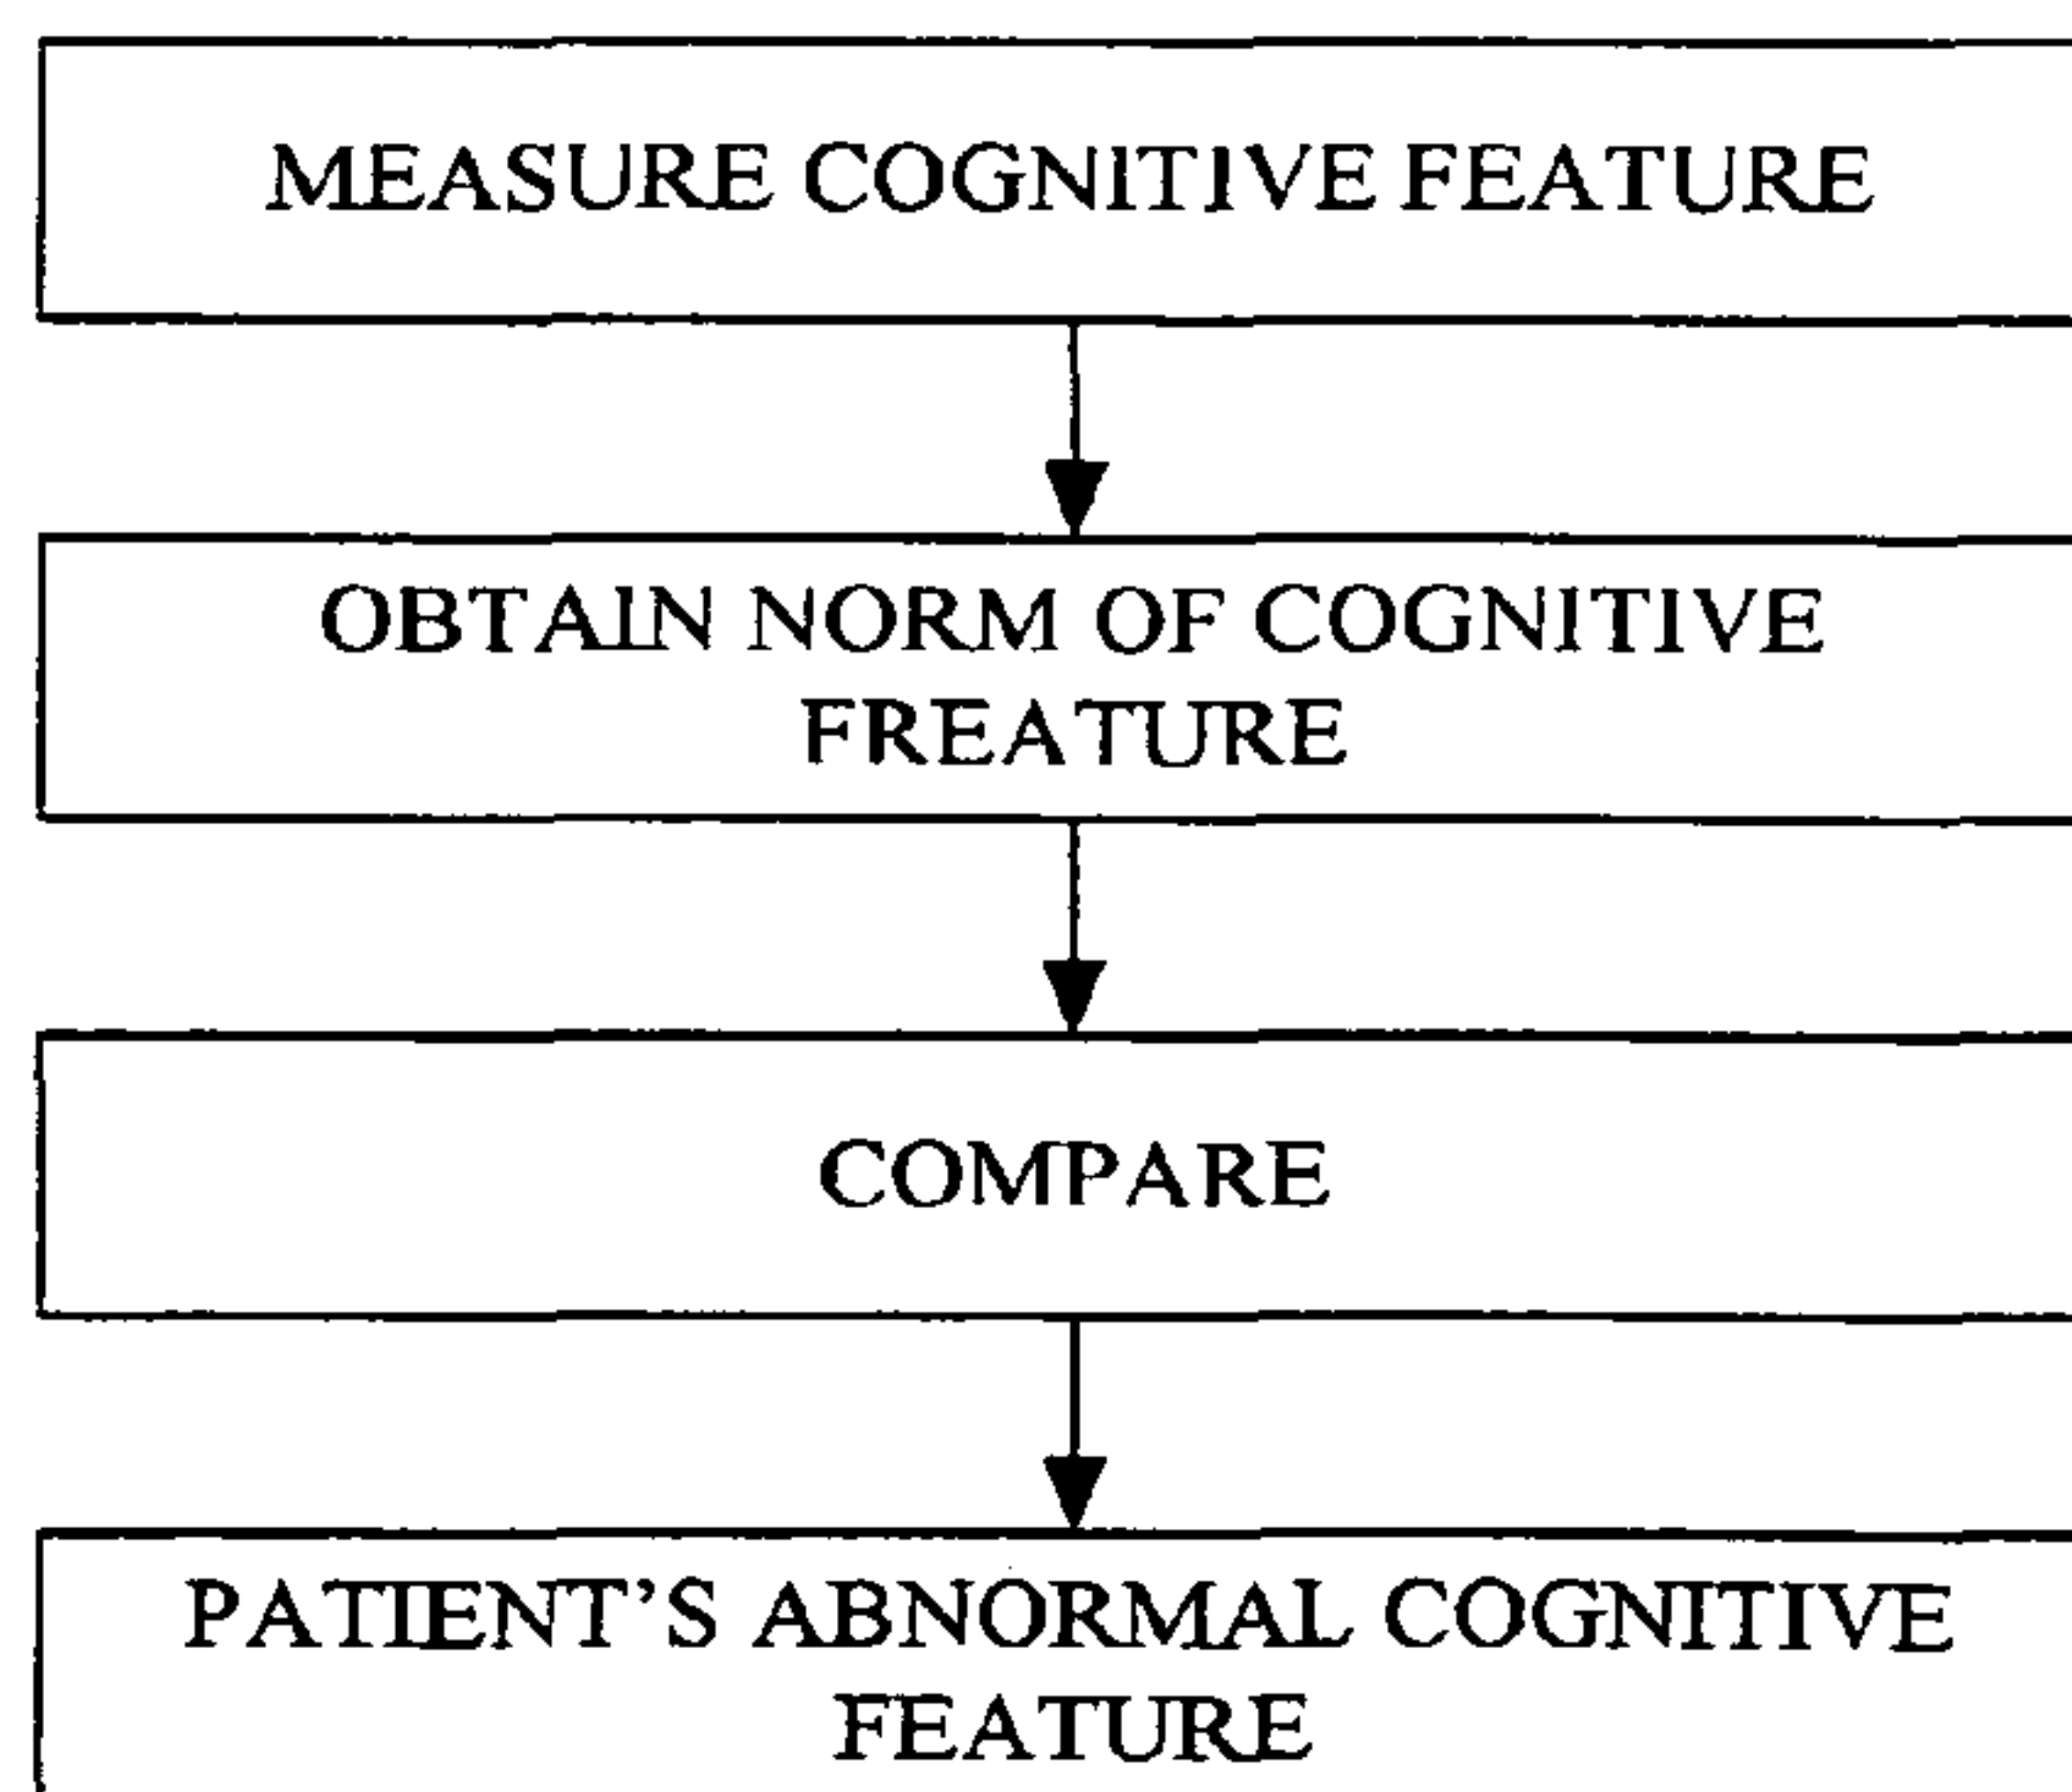 MEASURE COGNITIVE FEATURE
OBTAIN NORM OF COGNITIVE
FREATURE
COMPARE
PATIENT'S ABNORMAL COGNITIVE
FEATURE